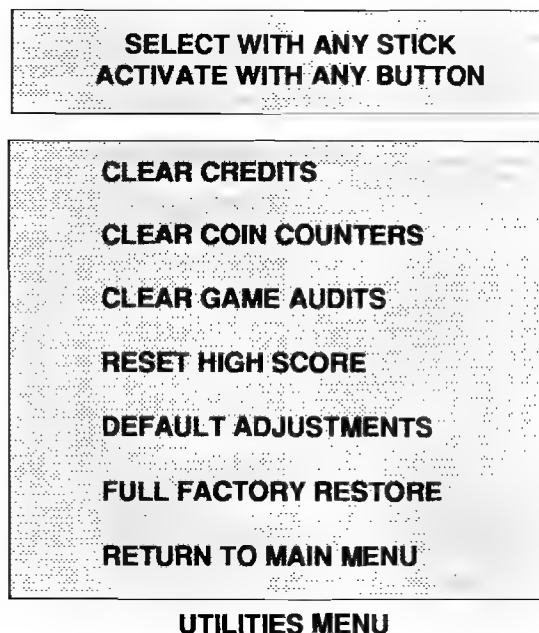 SELECT WITH ANY STICK
ACTIVATE WITH ANY BUTTON
CLEAR CREDITS
CLEAR COIN COUNTERS
CLEAR GAME AUDITS
RESET HIGH SCORE
DEFAULT ADJUSTMENTS
FULL FACTORY RESTORE
RETURN TO MAIN MENU
UTILITIES MENU